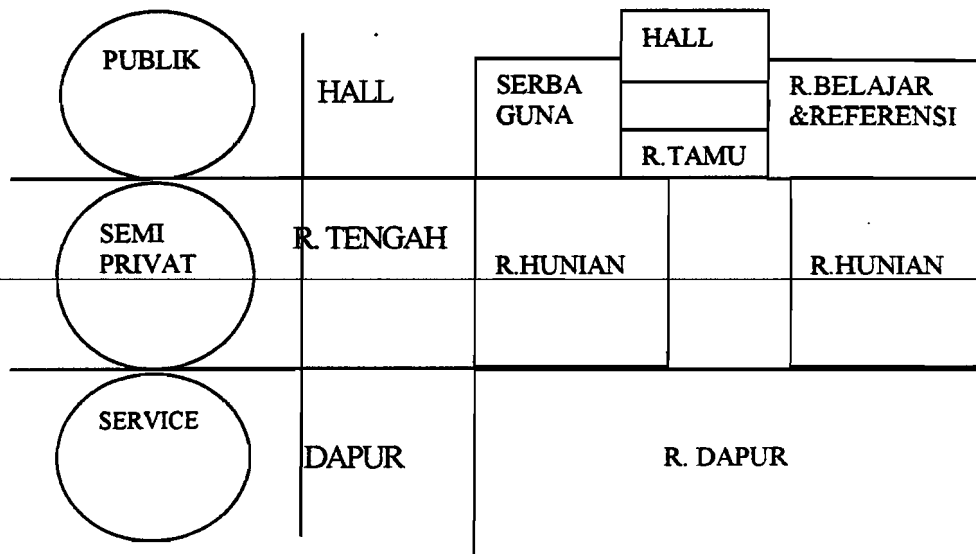 PUBLIK
HALL
SERBA
GUNA
HALL
R.TAMU
R.BELAJAR
&REFERENSI
SEMI
PRIVAT
R. TENGAH
R.HUNIAN
R.HUNIAN
SERVICE
DAPUR
R. DAPUR